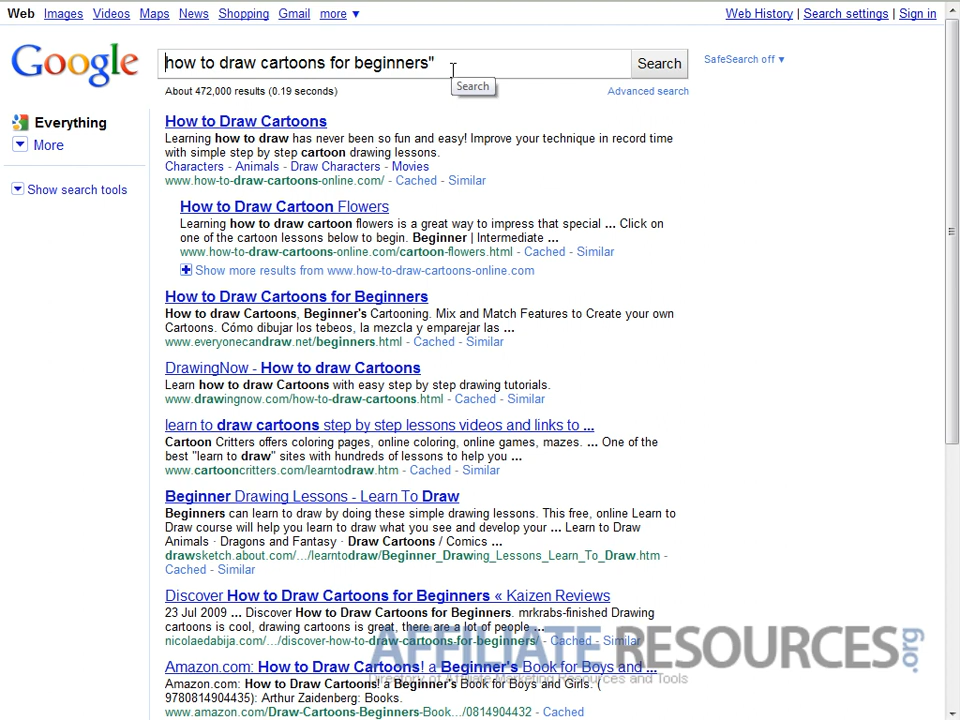 Web Images Videos Maps News Shopping Gmail more ▼ Web History | Search settings | Sign in
Google how to draw cartoons for beginners" Search SafeSearch off ▼
Search
About 472,000 results (0.19 seconds) Advanced search
Everything
More
Show search tools
How to Draw Cartoons
Learning how to draw has never been so fun and easy! Improve your technique in record time
with simple step by step cartoon drawing lessons.
Characters - Animals - Draw Characters - Movies
www.how-to-draw-cartoons-online.com/ - Cached - Similar
How to Draw Cartoon Flowers
Learning how to draw cartoon flowers is a great way to impress that special ... Click on
one of the cartoon lessons below to begin. Beginner | Intermediate ...
www.how-to-draw-cartoons-online.com/cartoon-flowers.html - Cached - Similar
Show more results from www.how-to-draw-cartoons-online.com
How to Draw Cartoons for Beginners
How to draw Cartoons, Beginner's Cartooning. Mix and Match Features to Create your own
Cartoons. Cómo dibujar los tebeos, la mezcla y emparejar las ...
www.everyonecandraw.net/beginners.html - Cached - Similar
DrawingNow - How to draw Cartoons
Learn how to draw Cartoons with easy step by step drawing tutorials.
www.drawingnow.com/how-to-draw-cartoons.html - Cached - Similar
learn to draw cartoons step by step lessons videos and links to ...
Cartoon Critters offers coloring pages, online coloring, online games, mazes. ... One of the
best "learn to draw" sites with hundreds of lessons to help you ...
www.cartooncritters.com/learntodraw.htm - Cached - Similar
Beginner Drawing Lessons - Learn To Draw
Beginners can learn to draw by doing these simple drawing lessons. This free, online Learn to
Draw course will help you learn to draw what you see and develop your ... Learn to Draw
Animals · Dragons and Fantasy · Draw Cartoons / Comics ...
drawsketch.about.com/.../learntodraw/Beginner_Drawing_Lessons_Learn_To_Draw.htm -
Cached - Similar
Discover How to Draw Cartoons for Beginners « Kaizen Reviews
23 Jul 2009 ... Discover How to Draw Cartoons for Beginners. mrkrabs-finished Drawing
cartoons is cool, drawing cartoons is great, there are a lot of people ...
nicolaedabija.com/.../discover-how-to-draw-cartoons-for-beginners/ - Cached - Similar
AFFILIATE RESOURCES.org
Directory of Affiliate Marketing Resources and Tools
Amazon.com: How to Draw Cartoons! a Beginner's Book for Boys and ...
Amazon.com: How to Draw Cartoons! a Beginner's Book for Boys and Girls. (
9780814904435): Arthur Zaidenberg: Books.
www.amazon.com/Draw-Cartoons-Beginners-Book.../0814904432 - Cached